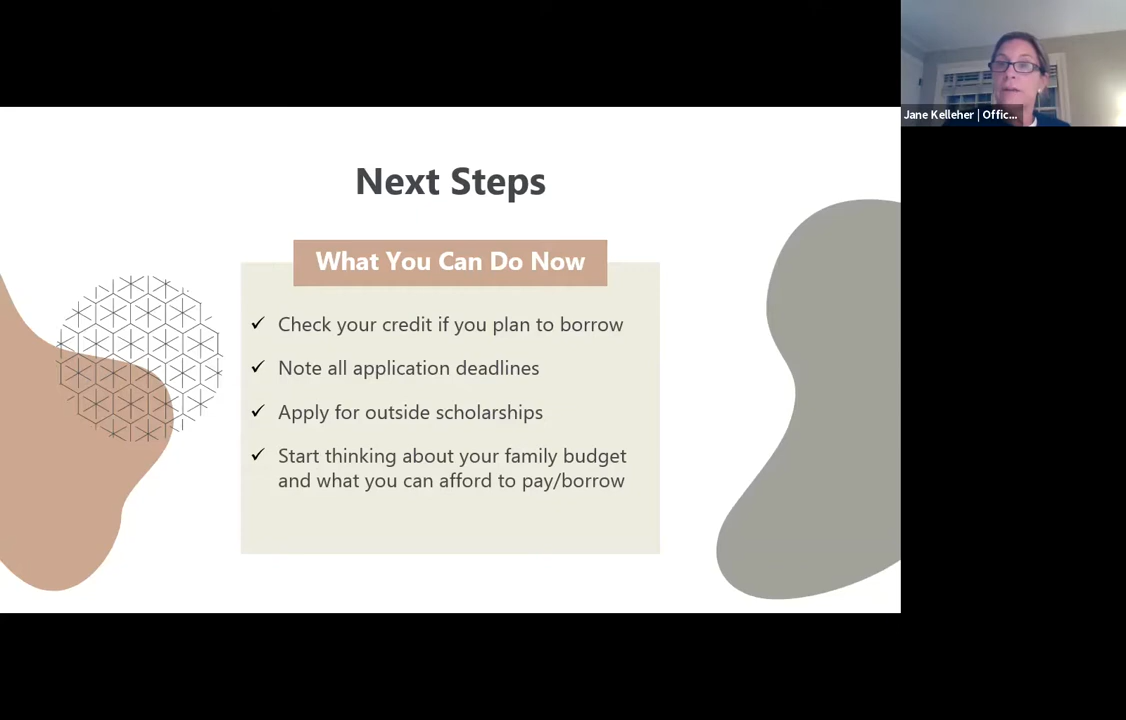 Jane Kelleher | Offic...
Next Steps
What You Can Do Now
✓ Check your credit if you plan to borrow
✓ Note all application deadlines
✓ Apply for outside scholarships
✓ Start thinking about your family budget
and what you can afford to pay/borrow